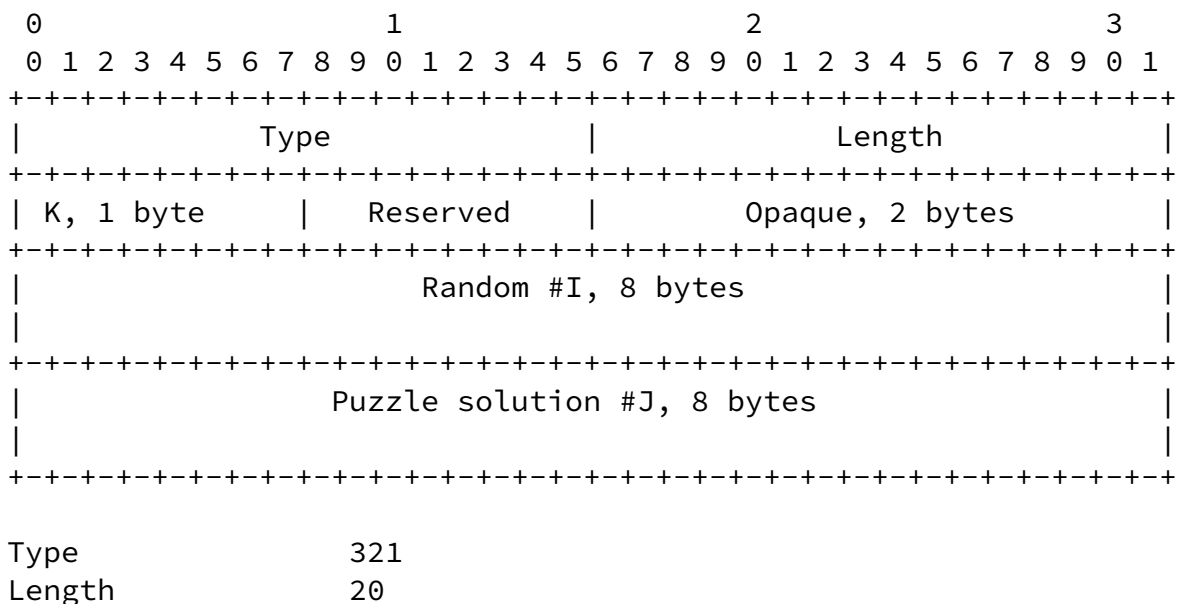 0                   1                   2                   3
 0 1 2 3 4 5 6 7 8 9 0 1 2 3 4 5 6 7 8 9 0 1 2 3 4 5 6 7 8 9 0 1
+-+-+-+-+-+-+-+-+-+-+-+-+-+-+-+-+-+-+-+-+-+-+-+-+-+-+-+-+-+-+-+-+
|             Type              |             Length            |
+-+-+-+-+-+-+-+-+-+-+-+-+-+-+-+-+-+-+-+-+-+-+-+-+-+-+-+-+-+-+-+-+
| K, 1 byte     |   Reserved    |        Opaque, 2 bytes        |
+-+-+-+-+-+-+-+-+-+-+-+-+-+-+-+-+-+-+-+-+-+-+-+-+-+-+-+-+-+-+-+-+
|                      Random #I, 8 bytes                       |
|                                                               |
+-+-+-+-+-+-+-+-+-+-+-+-+-+-+-+-+-+-+-+-+-+-+-+-+-+-+-+-+-+-+-+-+
|                 Puzzle solution #J, 8 bytes                   |
|                                                               |
+-+-+-+-+-+-+-+-+-+-+-+-+-+-+-+-+-+-+-+-+-+-+-+-+-+-+-+-+-+-+-+-+
Type               321
Length             20